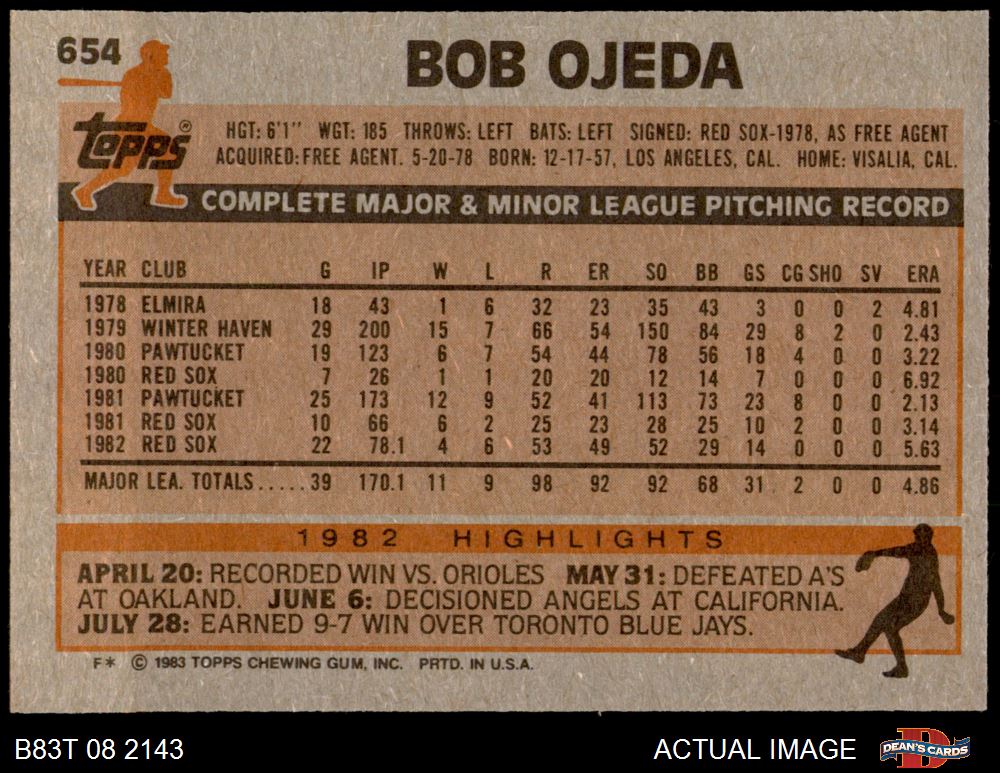 654
BOB OJEDA
topps®
HGT: 6'1" WGT: 185 THROWS: LEFT BATS: LEFT SIGNED: RED SOX-1978, AS FREE AGENT
ACQUIRED: FREE AGENT. 5-20-78 BORN: 12-17-57, LOS ANGELES, CAL. HOME: VISALIA, CAL.
COMPLETE MAJOR & MINOR LEAGUE PITCHING RECORD
YEAR CLUB G IP W L R ER SO BB GS CG SHO SV ERA
1978 ELMIRA 18 43 1 6 32 23 35 43 3 0 0 2 4.81
1979 WINTER HAVEN 29 200 15 7 66 54 150 84 29 8 2 0 2.43
1980 PAWTUCKET 19 123 6 7 54 44 78 56 18 4 0 0 3.22
1980 RED SOX 7 26 1 1 20 20 12 14 7 0 0 0 6.92
1981 PAWTUCKET 25 173 12 9 52 41 113 73 23 8 0 0 2.13
1981 RED SOX 10 66 6 2 25 23 28 25 10 2 0 0 3.14
1982 RED SOX 22 78.1 4 6 53 49 52 29 14 0 0 0 5.63
MAJOR LEA. TOTALS.....39 170.1 11 9 98 92 92 68 31 2 0 0 4.86
1982 HIGHLIGHTS
APRIL 20: RECORDED WIN VS. ORIOLES MAY 31: DEFEATED A'S
AT OAKLAND. JUNE 6: DECISIONED ANGELS AT CALIFORNIA.
JULY 28: EARNED 9-7 WIN OVER TORONTO BLUE JAYS.
F* © 1983 TOPPS CHEWING GUM, INC. PRTD. IN U.S.A.
B83T 08 2143 ACTUAL IMAGE DEAN'S CARDS